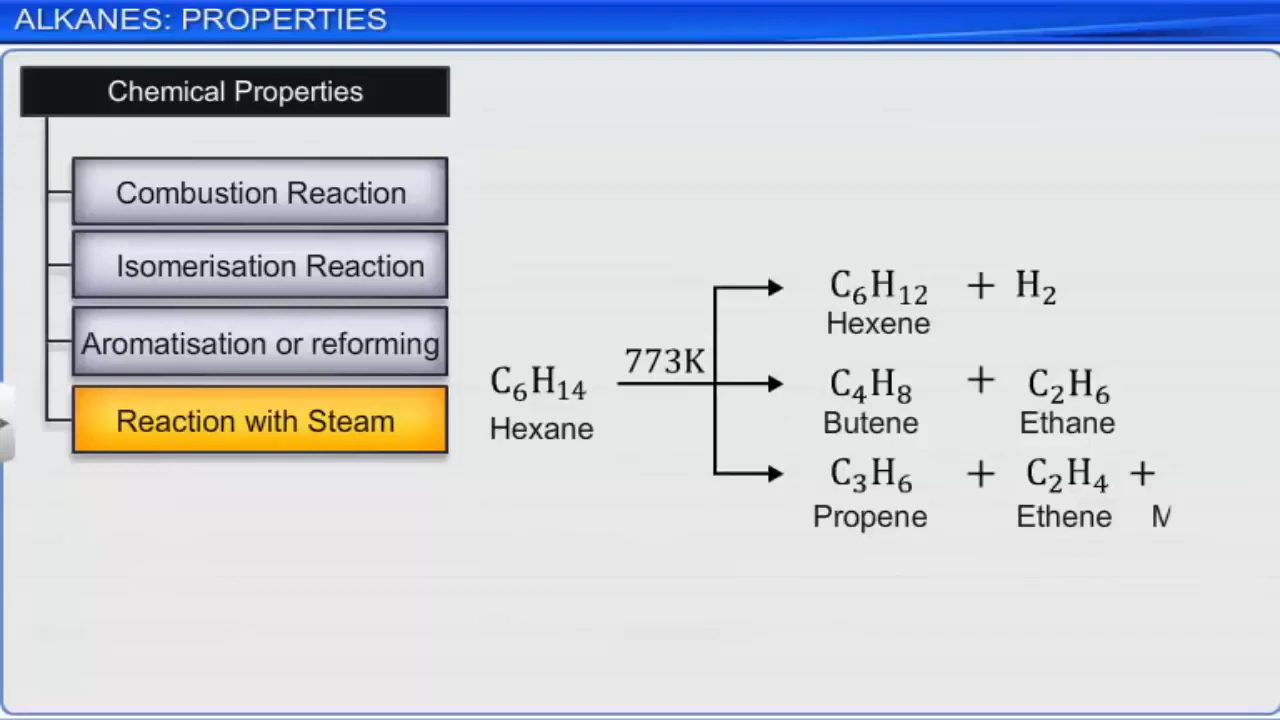 ALKANES: PROPERTIES
Chemical Properties
Combustion Reaction
Isomerisation Reaction
Aromatisation or reforming
Reaction with Steam
C₆H₁₄
Hexane
773K
C₆H₁₂ + H₂
Hexene
C₄H₈ + C₂H₆
Butene Ethane
C₃H₆ + C₂H₄ +
Propene Ethene M